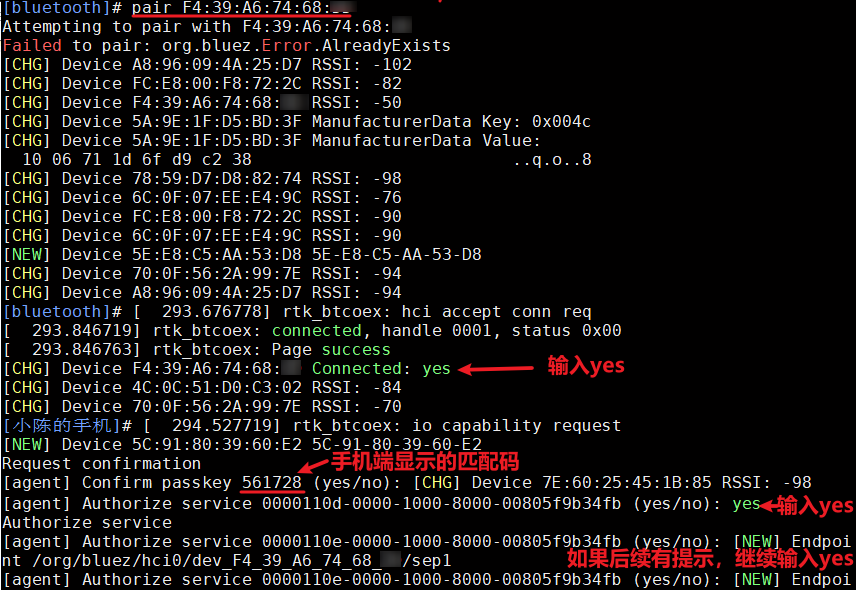 [bluetooth]# pair F4:39:A6:74:68:
Attempting to pair with F4:39:A6:74:68:
Failed to pair: org.bluez.Error.AlreadyExists
[CHG] Device A8:96:09:4A:25:D7 RSSI: -102
[CHG] Device FC:E8:00:F8:72:2C RSSI: -82
[CHG] Device F4:39:A6:74:68: RSSI: -50
[CHG] Device 5A:9E:1F:D5:BD:3F ManufacturerData Key: 0x004c
[CHG] Device 5A:9E:1F:D5:BD:3F ManufacturerData Value:
10 06 71 1d 6f d9 c2 38 ..q.o..8
[CHG] Device 78:59:D7:D8:82:74 RSSI: -98
[CHG] Device 6C:0F:07:EE:E4:9C RSSI: -76
[CHG] Device FC:E8:00:F8:72:2C RSSI: -90
[CHG] Device 6C:0F:07:EE:E4:9C RSSI: -90
[NEW] Device 5E:E8:C5:AA:53:D8 5E-E8-C5-AA-53-D8
[CHG] Device 70:0F:56:2A:99:7E RSSI: -94
[CHG] Device A8:96:09:4A:25:D7 RSSI: -94
[bluetooth]# [ 293.676778] rtk_btcoex: hci accept conn req
[ 293.846719] rtk_btcoex: connected, handle 0001, status 0x00
[ 293.846763] rtk_btcoex: Page success
[CHG] Device F4:39:A6:74:68: Connected: yes 输入yes
[CHG] Device 4C:0C:51:D0:C3:02 RSSI: -84
[CHG] Device 70:0F:56:2A:99:7E RSSI: -70
[小陈的手机]# [ 294.527719] rtk_btcoex: io capability request
[NEW] Device 5C:91:80:39:60:E2 5C-91-80-39-60-E2
Request confirmation 手机端显示的匹配码
[agent] Confirm passkey 561728 (yes/no): [CHG] Device 7E:60:25:45:1B:85 RSSI: -98
[agent] Authorize service 0000110d-0000-1000-8000-00805f9b34fb (yes/no): yes 输入yes
Authorize service
[agent] Authorize service 0000110e-0000-1000-8000-00805f9b34fb (yes/no): [NEW] Endpoi
nt /org/bluez/hci0/dev_F4_39_A6_74_68_ /sep1 如果后续有提示，继续输入yes
[agent] Authorize service 0000110e-0000-1000-8000-00805f9b34fb (yes/no): [NEW] Endpoi